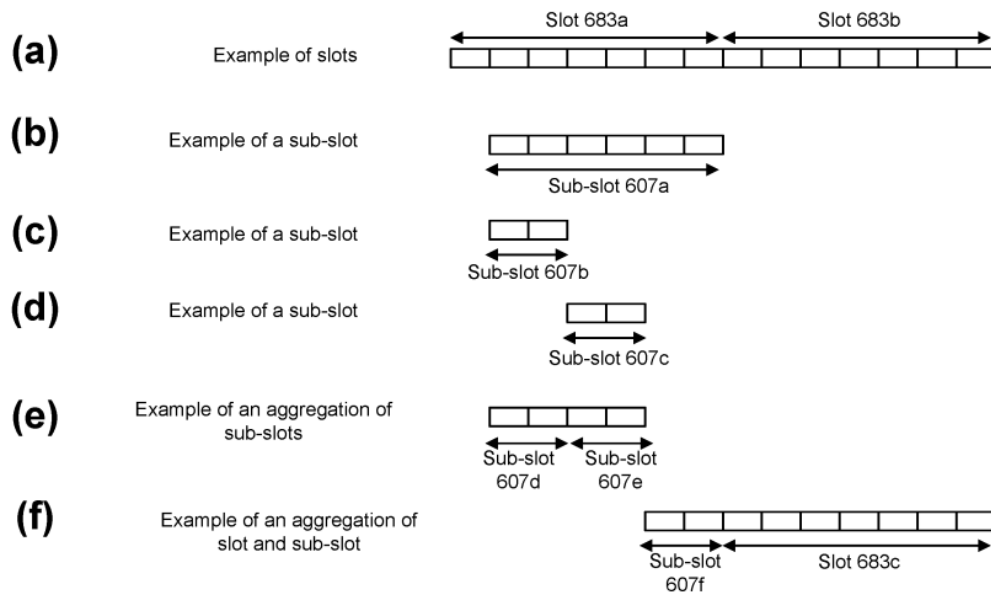 Slot 683a
Slot 683b
(a)
Example of slots
(b)
Example of a sub-slot
Sub-slot 607a
(c)
Example of a sub-slot
Sub-slot 607b
(d)
Example of a sub-slot
Sub-slot 607c
(e)
Example of an aggregation of
sub-slots
Sub-slot
607d
Sub-slot
607e
(f)
Example of an aggregation of
slot and sub-slot
Sub-slot
607f
Slot 683c